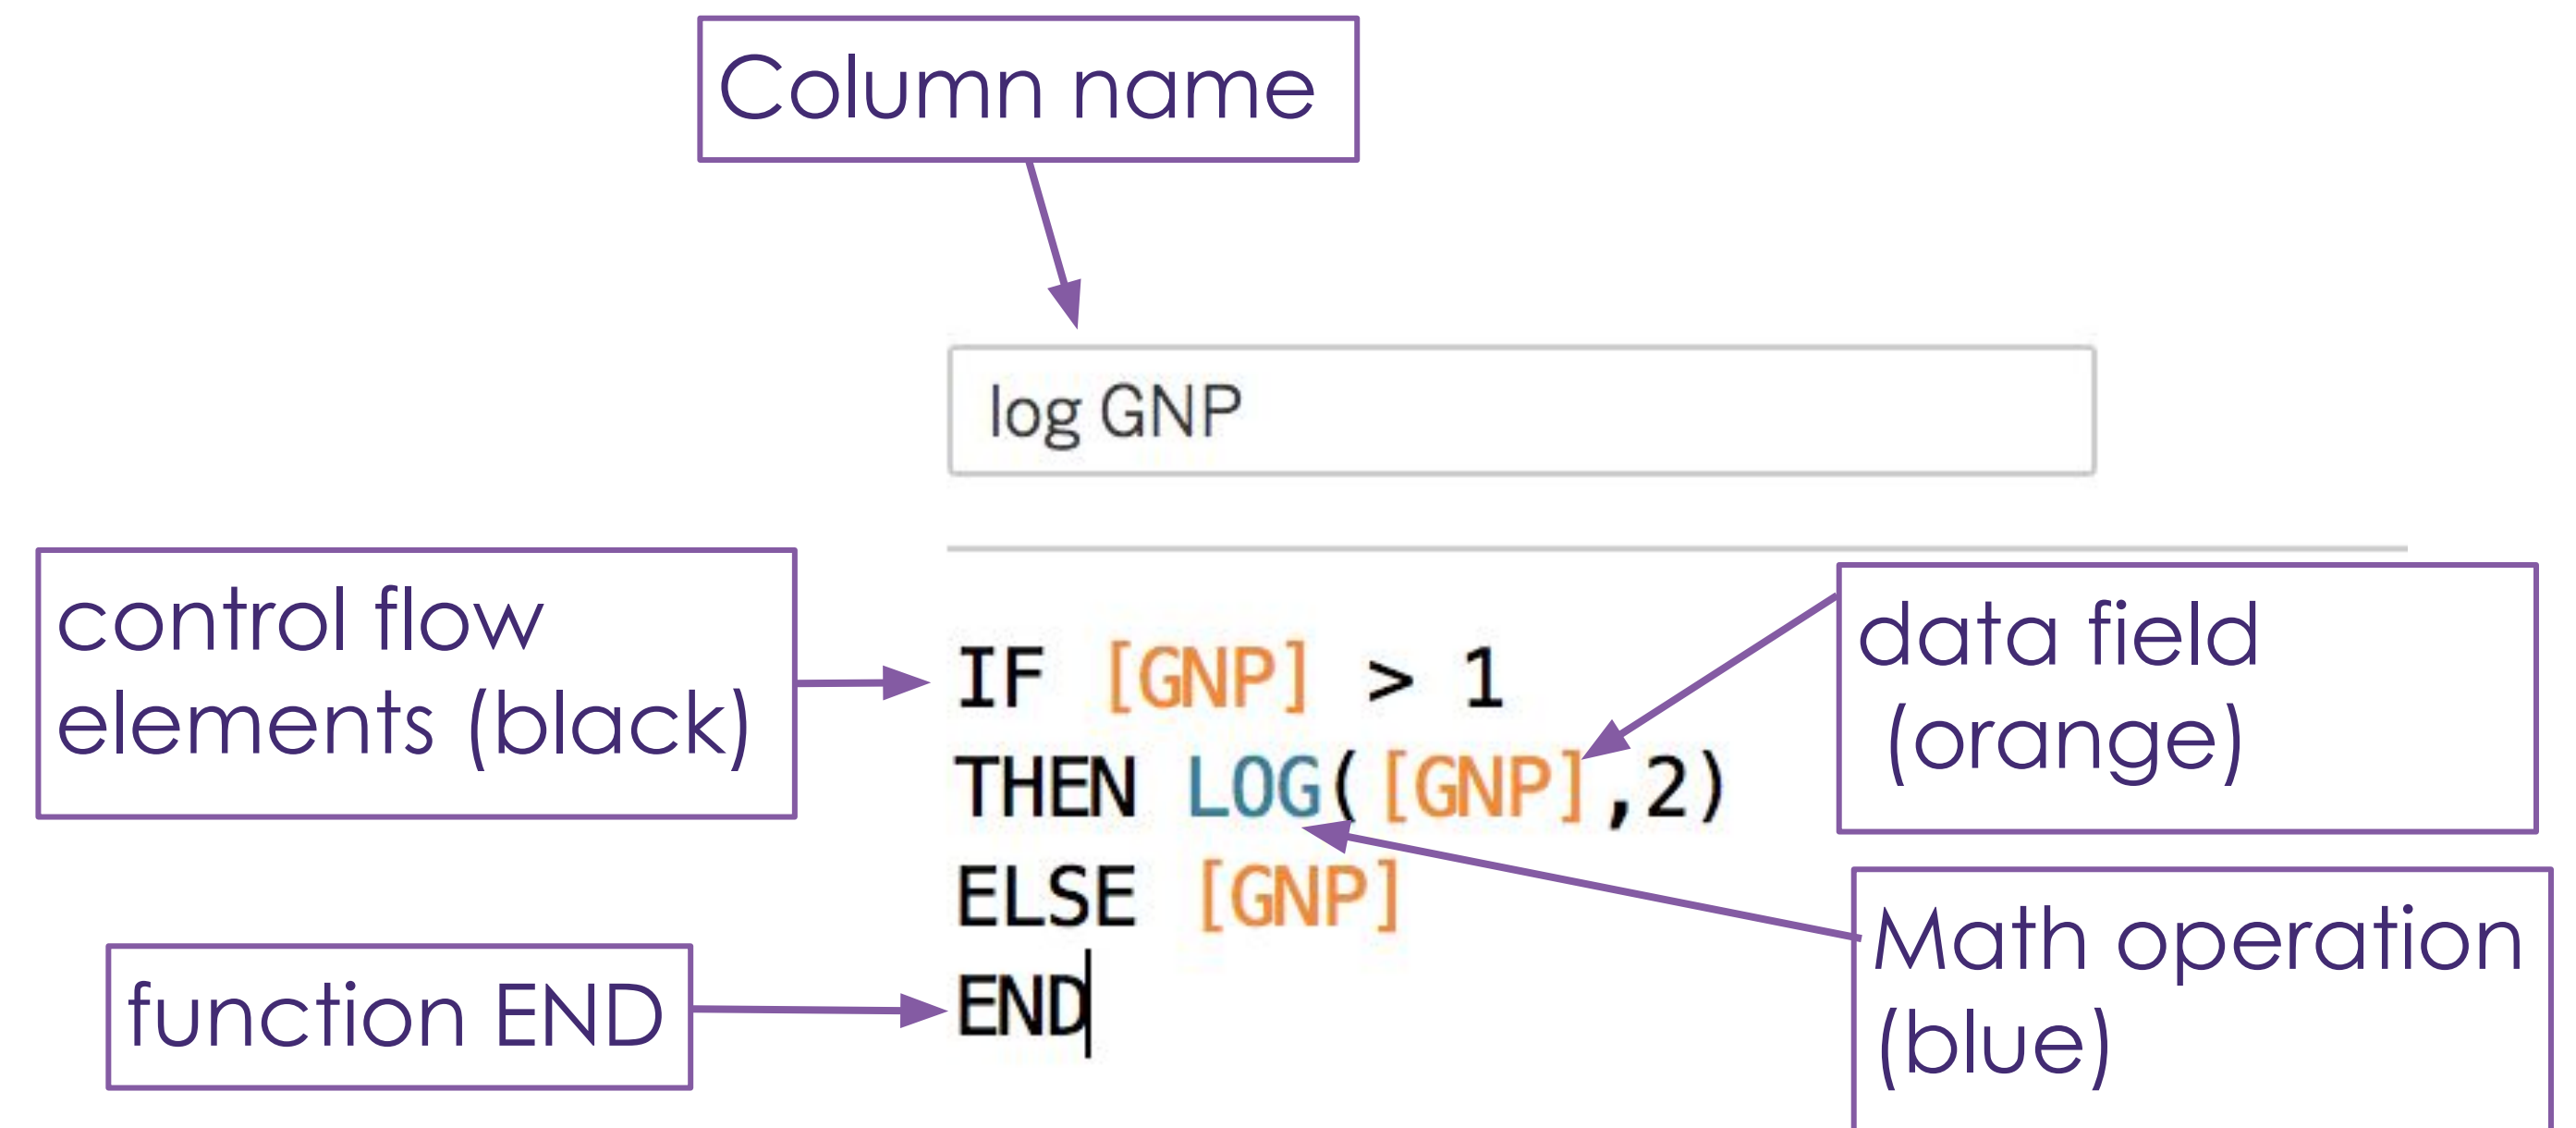 Column name
log GNP
control flow
elements (black)
IF [GNP] > 1
THEN LOG([GNP],2)
ELSE [GNP]
END
data field
(orange)
function END
Math operation
(blue)